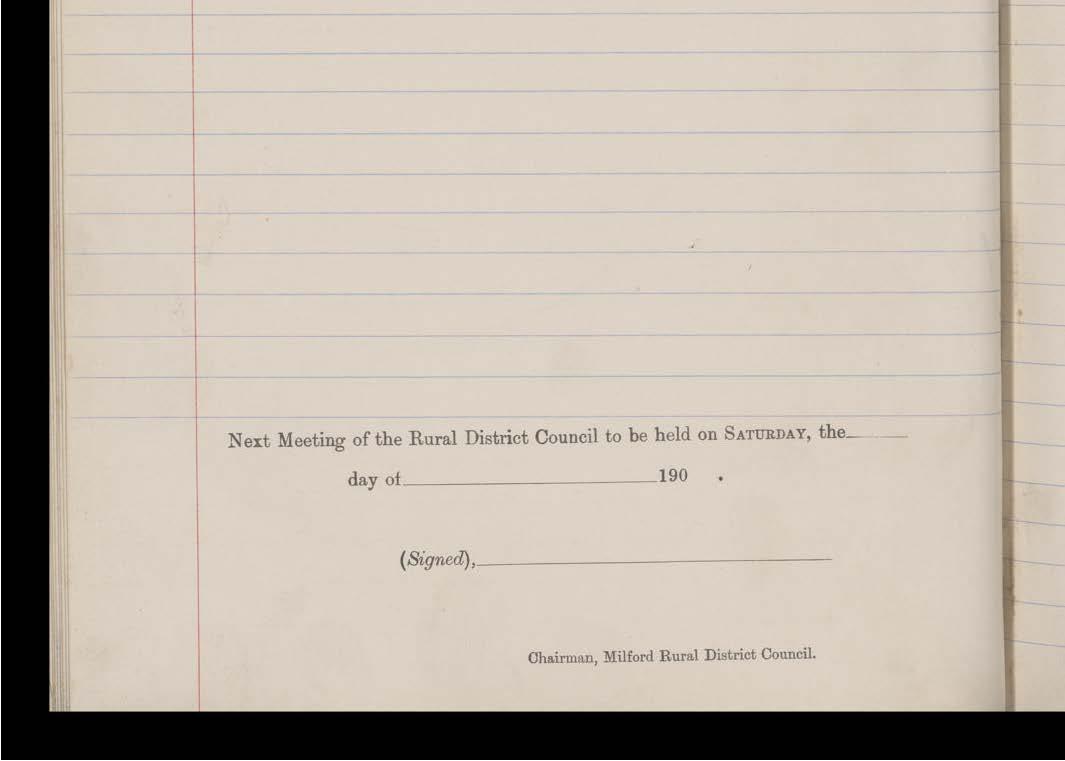 Next Meeting of the Rural District Council to be held on SATURDAY, the
day of 190 .
(Signed),
Chairman, Milford Rural District Council.